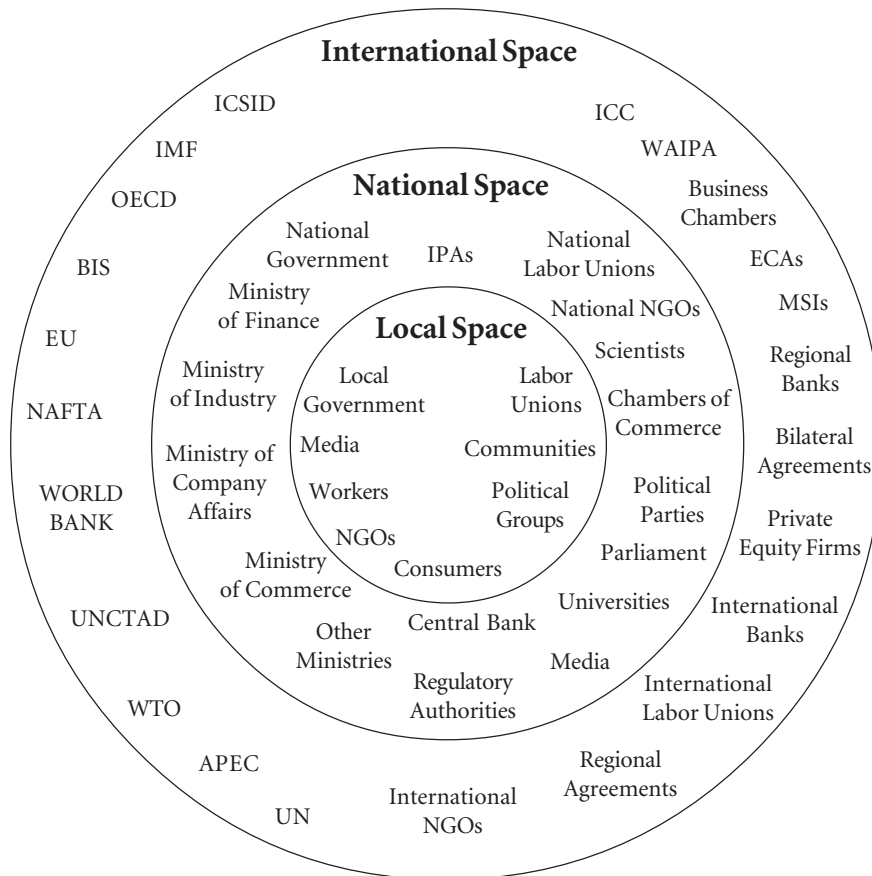 International Space
ICSID
ICC
IMF
WAIPA
OECD
Business
Chambers
BIS
ECAs
EU
MSIs
NAFTA
Regional
Banks
WORLD
BANK
Bilateral
Agreements
Private
Equity Firms
UNCTAD
International
Banks
WTO
International
Labor Unions
APEC
Regional
Agreements
UN
International
NGOs
National Space
National
Government
IPAs
National
Labor Unions
Ministry
of Finance
National NGOs
Scientists
Ministry
of Industry
Chambers of
Commerce
Ministry of
Company
Affairs
Political
Parties
Ministry
of Commerce
Parliament
Universities
Other
Ministries
Central Bank
Media
Regulatory
Authorities
Local Space
Local
Government
Labor
Unions
Media
Communities
Workers
Political
Groups
NGOs
Consumers